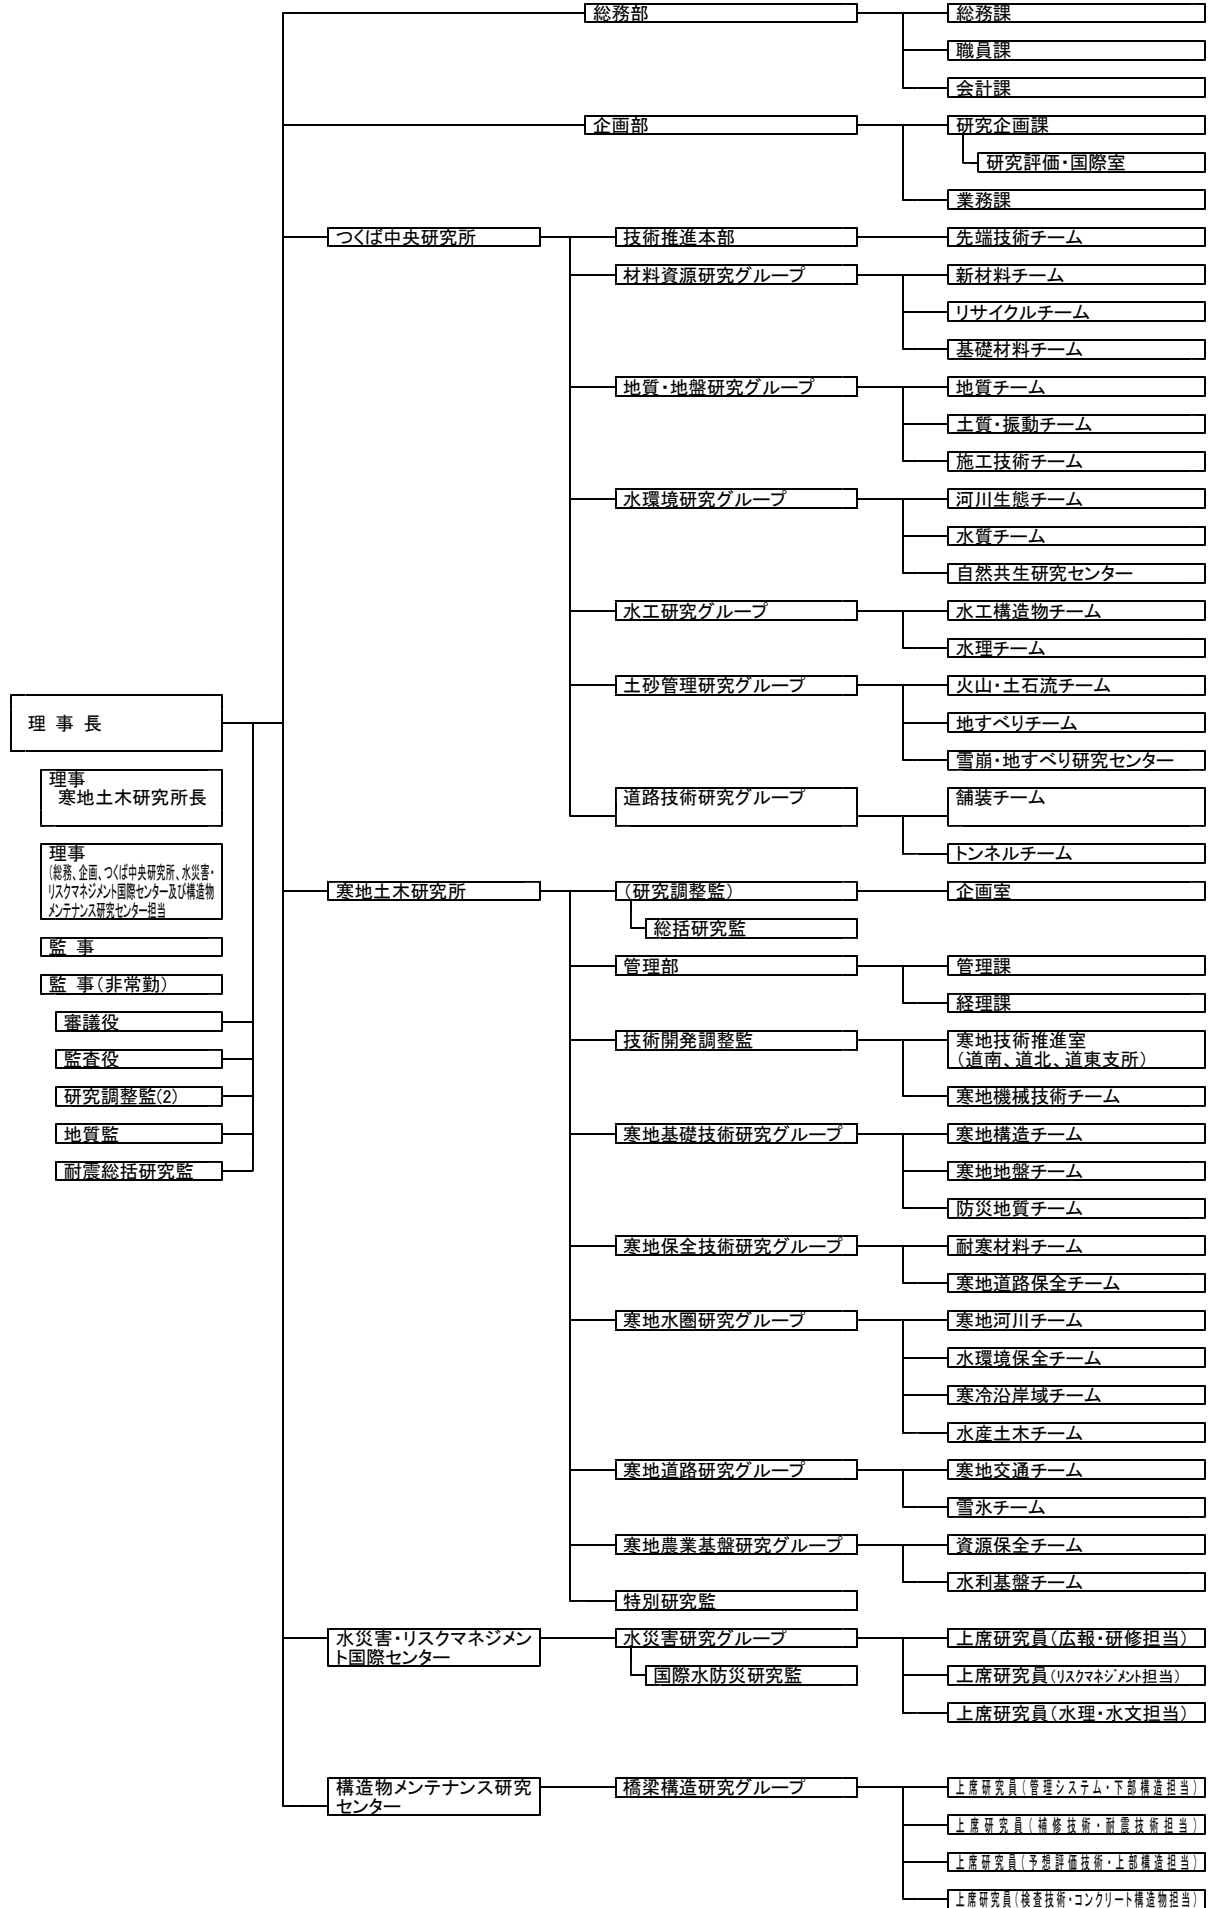 総務部
総務課
職員課
会計課
企画部
研究企画課
研究評価・国際室
業務課
つくば中央研究所
技術推進本部
先端技術チーム
材料資源研究グループ
新材料チーム
リサイクルチーム
基礎材料チーム
地質・地盤研究グループ
地質チーム
土質・振動チーム
施工技術チーム
水環境研究グループ
河川生態チーム
水質チーム
自然共生研究センター
水工研究グループ
水工構造物チーム
水理チーム
土砂管理研究グループ
火山・土石流チーム
地すべりチーム
雪崩・地すべり研究センター
道路技術研究グループ
舗装チーム
トンネルチーム
理 事 長
理事
寒地土木研究所長
理事
(総務、企画、つくば中央研究所、水災害・
リスクマネジメント国際センター及び構造物
メンテナンス研究センター担当
監 事
監 事(非常勤)
審議役
監査役
研究調整監(2)
地質監
耐震総括研究監
寒地土木研究所
(研究調整監)
企画室
総括研究監
管理部
管理課
経理課
技術開発調整監
寒地技術推進室
(道南、道北、道東支所)
寒地機械技術チーム
寒地基礎技術研究グループ
寒地構造チーム
寒地地盤チーム
防災地質チーム
寒地保全技術研究グループ
耐寒材料チーム
寒地道路保全チーム
寒地水圏研究グループ
寒地河川チーム
水環境保全チーム
寒冷沿岸域チーム
水産土木チーム
寒地道路研究グループ
寒地交通チーム
雪氷チーム
寒地農業基盤研究グループ
資源保全チーム
水利基盤チーム
特別研究監
水災害・リスクマネジメン
ト国際センター
水災害研究グループ
国際水防災研究監
上席研究員(広報・研修担当)
上席研究員(リスクマネジメント担当)
上席研究員(水理・水文担当)
構造物メンテナンス研究
センター
橋梁構造研究グループ
上席研究員(管理システム・下部構造担当)
上席研究員(補修技術・耐震技術担当)
上席研究員(予想評価技術・上部構造担当)
上席研究員(検査技術・コンクリート構造物担当)